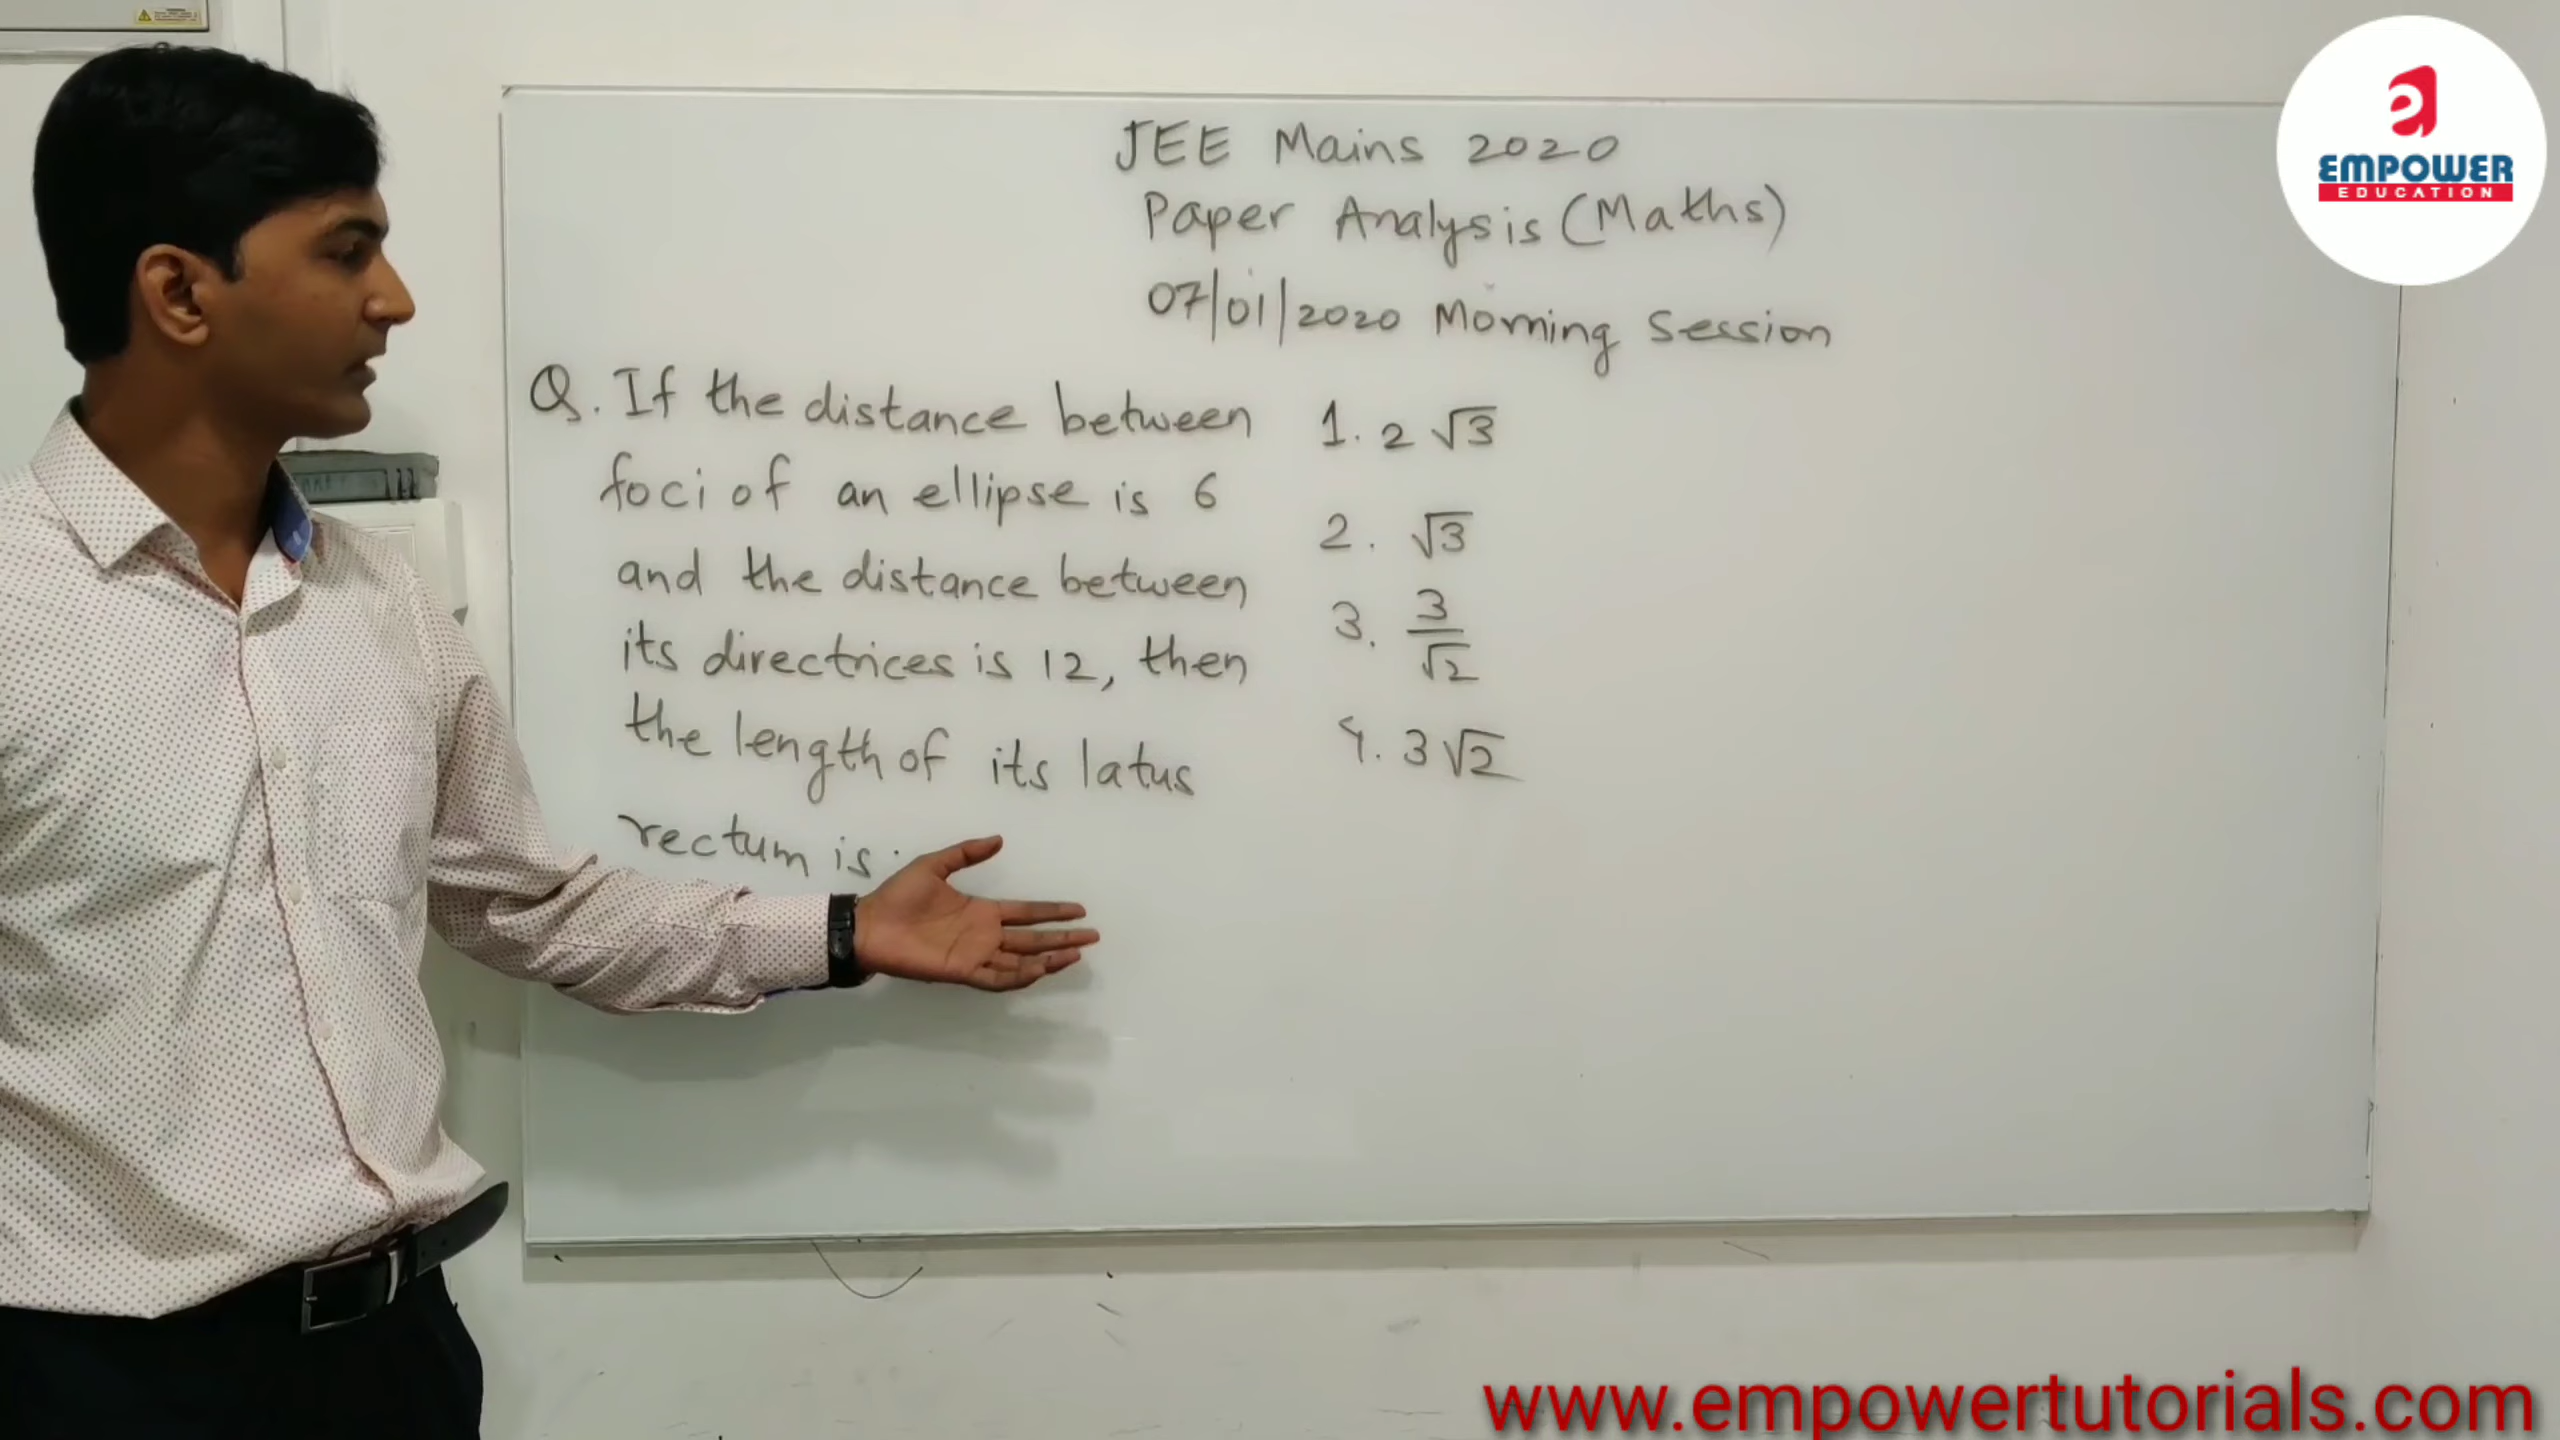 EMPOWER
EDUCATION
JEE Mains 2020
Paper Analysis (Maths)
07/01/2020 Morning Session
Q. If the distance between
foci of an ellipse is 6
and the distance between
its directrices is 12, then
the length of its latus
rectum is :
1. 2√3
2. √3
3. 3/√2
4. 3√2
www.empowertutorials.com